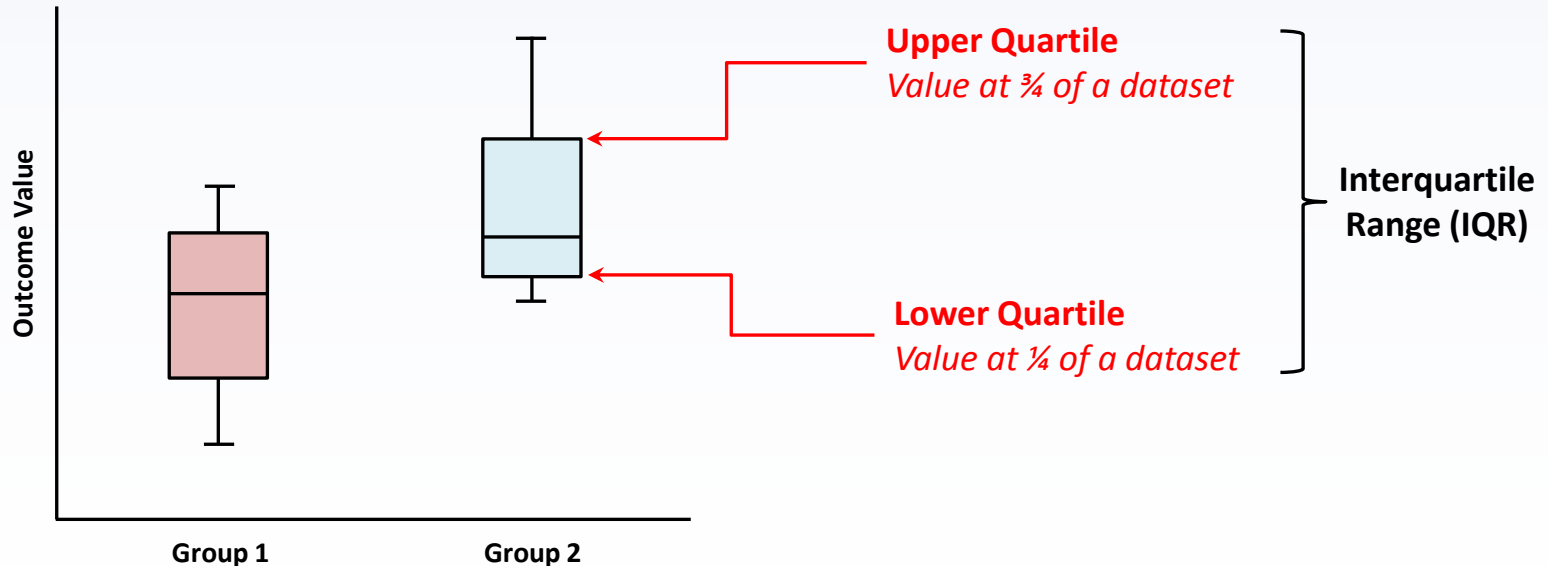 Outcome Value
Group 1
Group 2
Upper Quartile
Value at ¾ of a dataset
Lower Quartile
Value at ¼ of a dataset
Interquartile
Range (IQR)